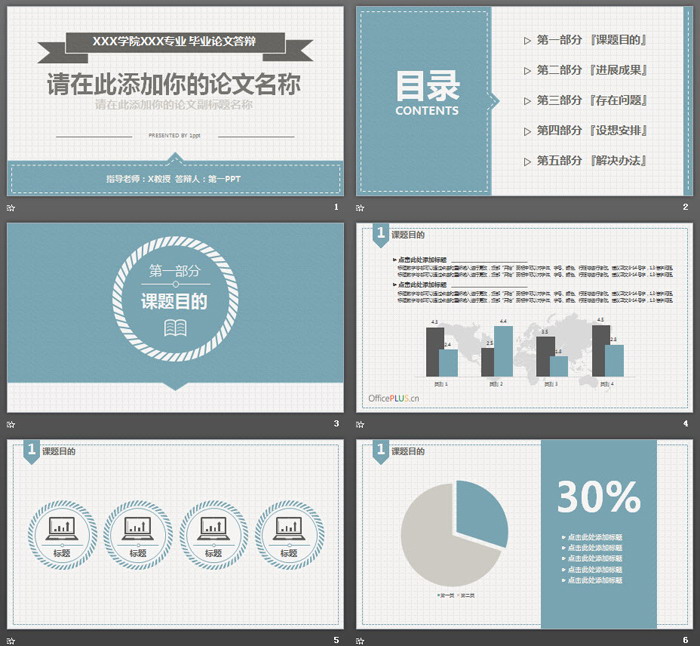 XXX学院XXX专业 毕业论文答辩
请在此添加你的论文名称
请在此添加你的论文副标题名称
PRESENTED BY 1ppt
指导老师：X教授 答辩人：第一PPT
1
目录
CONTENTS
▷ 第一部分 『课题目的』
▷ 第二部分 『进展成果』
▷ 第三部分 『存在问题』
▷ 第四部分 『设想安排』
▷ 第五部分 『解决办法』
2
第一部分
课题目的
3
1 课题目的
▸ 点击此处添加标题
▸ 点击此处添加标题
4.3
2.4
2.5
4.4
3.5
1.8
4.5
2.8
类别 1
类别 2
类别 3
类别 4
OfficePLUS.cn
4
1 课题目的
标题
标题
标题
标题
5
1 课题目的
第一页 第二页
30%
▸ 点击此处添加标题
▸ 点击此处添加标题
▸ 点击此处添加标题
▸ 点击此处添加标题
▸ 点击此处添加标题
6